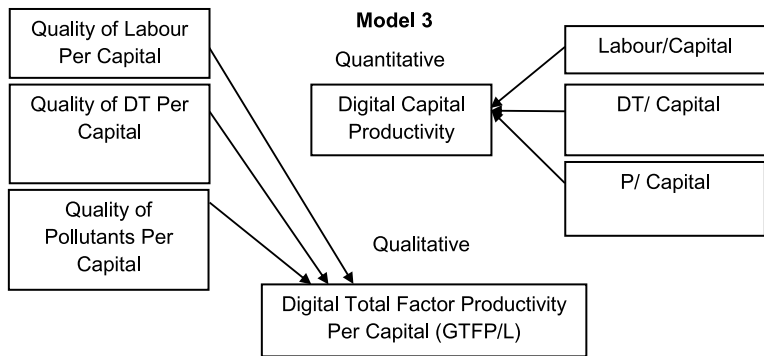 Model 3
Quality of Labour
Per Capital
Quality of DT Per
Capital
Quality of
Pollutants Per
Capital
Quantitative
Digital Capital
Productivity
Labour/Capital
DT/ Capital
P/ Capital
Qualitative
Digital Total Factor Productivity
Per Capital (GTFP/L)